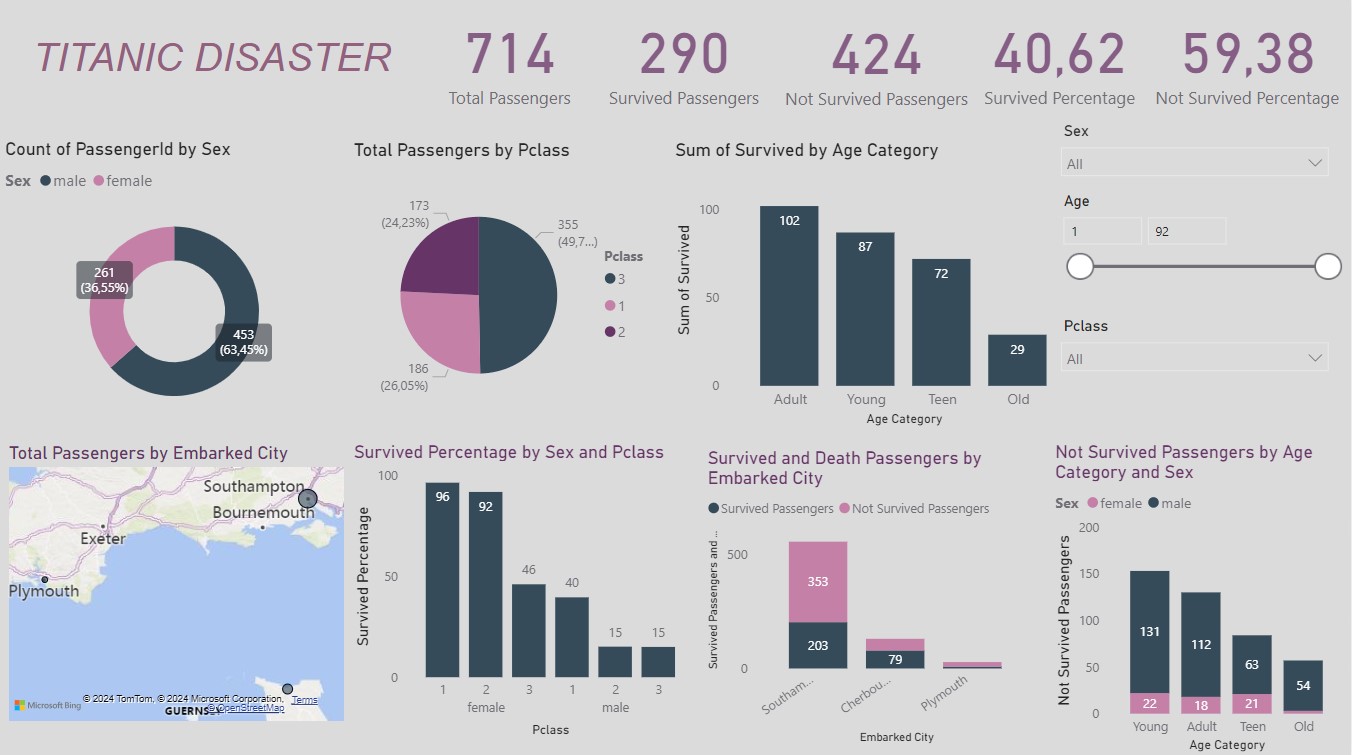 TITANIC DISASTER
714
Total Passengers
290
Survived Passengers
424
Not Survived Passengers
40,62
Survived Percentage
59,38
Not Survived Percentage
Count of PassengerId by Sex
Sex male female
261
(36,55%)
453
(63,45%)
Total Passengers by Pclass
173
(24,23%)
355
(49,7...)
186
(26,05%)
Pclass
3
1
2
Sum of Survived by Age Category
Sum of Survived
100
50
0
102
87
72
29
Adult Young Teen Old
Age Category
Sex
All
Age
1 92
Pclass
All
Total Passengers by Embarked City
Southampton
Bournemouth
Exeter
Plymouth
Microsoft Bing
© 2024 TomTom, © 2024 Microsoft Corporation, Terms
© OpenStreetMap
Survived Percentage by Sex and Pclass
Survived Percentage
100
50
0
96
92
46
40
15
15
1 2 3 1 2 3
female male
Pclass
Survived and Death Passengers by
Embarked City
Survived Passengers Not Survived Passengers
Survived Passengers and ...
500
0
353
203
79
Southam...
Cherbou...
Plymouth
Embarked City
Not Survived Passengers by Age
Category and Sex
Sex female male
Not Survived Passengers
200
150
100
50
0
131
22
112
18
63
21
54
Young Adult Teen Old
Age Category